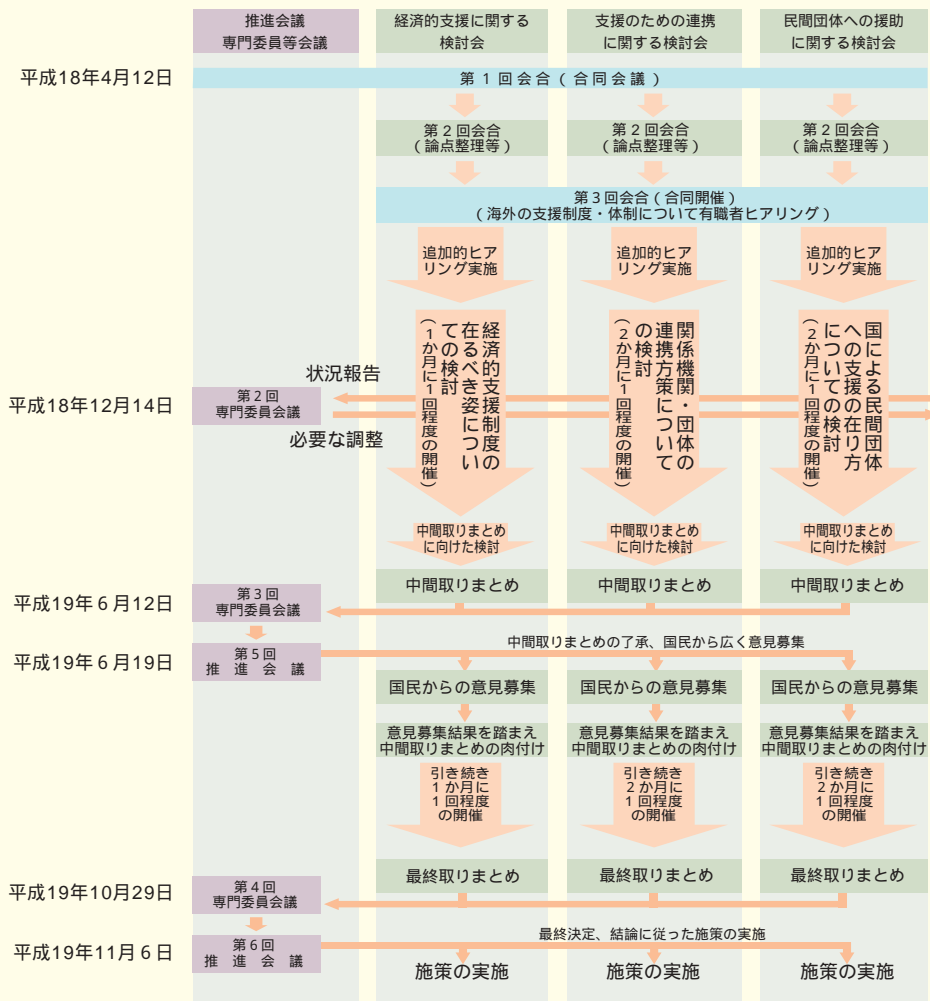 推進会議
専門委員等会議
経済的支援に関する
検討会
支援のための連携
に関する検討会
民間団体への援助
に関する検討会
平成18年4月12日
第１回会合（合同会議）
第２回会合
（論点整理等）
第２回会合
（論点整理等）
第２回会合
（論点整理等）
第３回会合（合同開催）
（海外の支援制度・体制について有職者ヒアリング）
追加的ヒア
リング実施
追加的ヒア
リング実施
追加的ヒア
リング実施
経済的支援制度の
在るべき姿につい
ての検討
（１か月に１回程度の開催）
関係機関・団体の
連携方策について
の検討
（２か月に１回程度の開催）
国による民間団体
への支援の在り方
についての検討
（２か月に１回程度の開催）
状況報告
平成18年12月14日
第２回
専門委員会議
必要な調整
中間取りまとめ
に向けた検討
中間取りまとめ
に向けた検討
中間取りまとめ
に向けた検討
平成19年６月12日
第３回
専門委員会議
中間取りまとめ
中間取りまとめ
中間取りまとめ
平成19年６月19日
第５回
推進会議
中間取りまとめの了承、国民から広く意見募集
国民からの意見募集
国民からの意見募集
国民からの意見募集
意見募集結果を踏まえ
中間取りまとめの肉付け
意見募集結果を踏まえ
中間取りまとめの肉付け
意見募集結果を踏まえ
中間取りまとめの肉付け
引き続き
１か月に
１回程度
の開催
引き続き
２か月に
１回程度
の開催
引き続き
２か月に
１回程度
の開催
最終取りまとめ
最終取りまとめ
最終取りまとめ
平成19年10月29日
第４回
専門委員会議
平成19年11月６日
第６回
推進会議
最終決定、結論に従った施策の実施
施策の実施
施策の実施
施策の実施